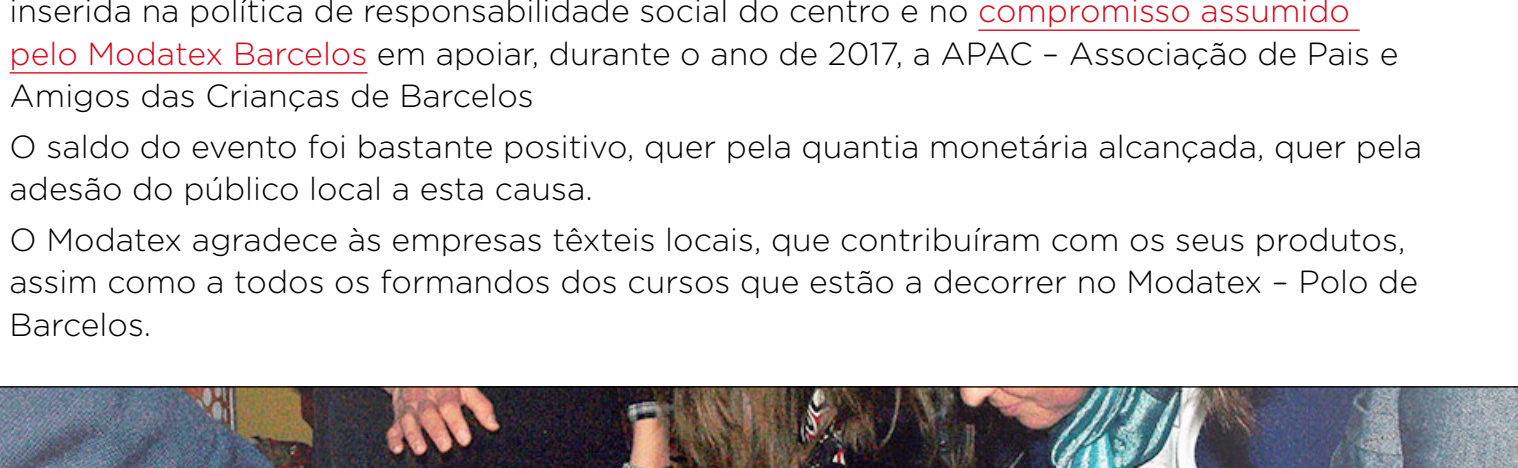 inserida na política de responsabilidade social do centro e no compromisso assumido
pelo Modatex Barcelos em apoiar, durante o ano de 2017, a APAC – Associação de Pais e
Amigos das Crianças de Barcelos
O saldo do evento foi bastante positivo, quer pela quantia monetária alcançada, quer pela
adesão do público local a esta causa.
O Modatex agradece às empresas têxteis locais, que contribuíram com os seus produtos,
assim como a todos os formandos dos cursos que estão a decorrer no Modatex – Polo de
Barcelos.